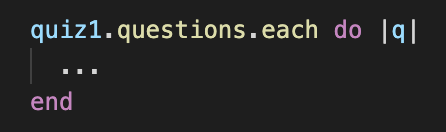 quiz1.questions.each do |q|
  ...
end